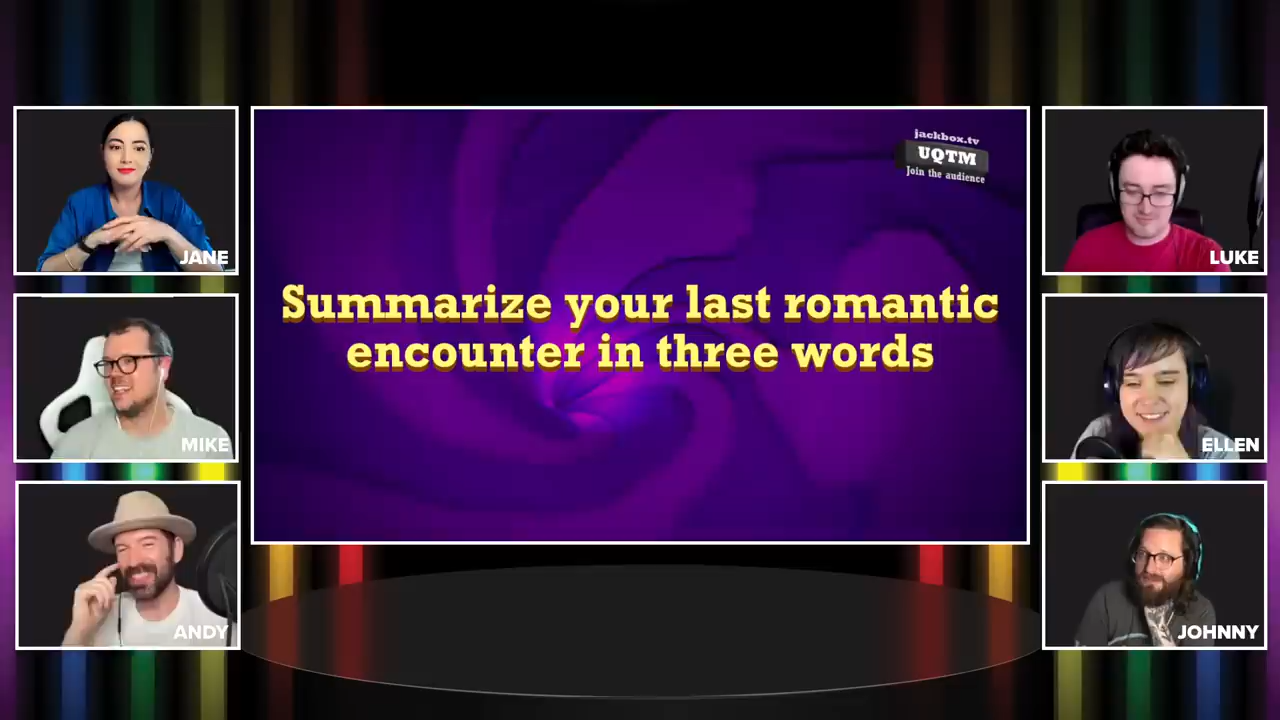 JANE
MIKE
ANDY
jackbox.tv
UQTM
Join the audience
Summarize your last romantic
encounter in three words
LUKE
ELLEN
JOHNNY